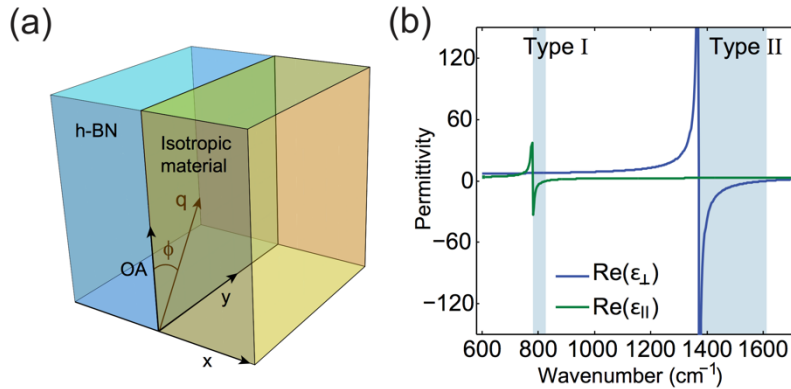 (a)
h-BN
Isotropic
material
q
OA
ϕ
y
x
(b)
Type I
Type II
120
60
0
−60
−120
Permittivity
Re(ε⊥)
Re(ε||)
600
800
1000
1200
1400
1600
Wavenumber (cm⁻¹)